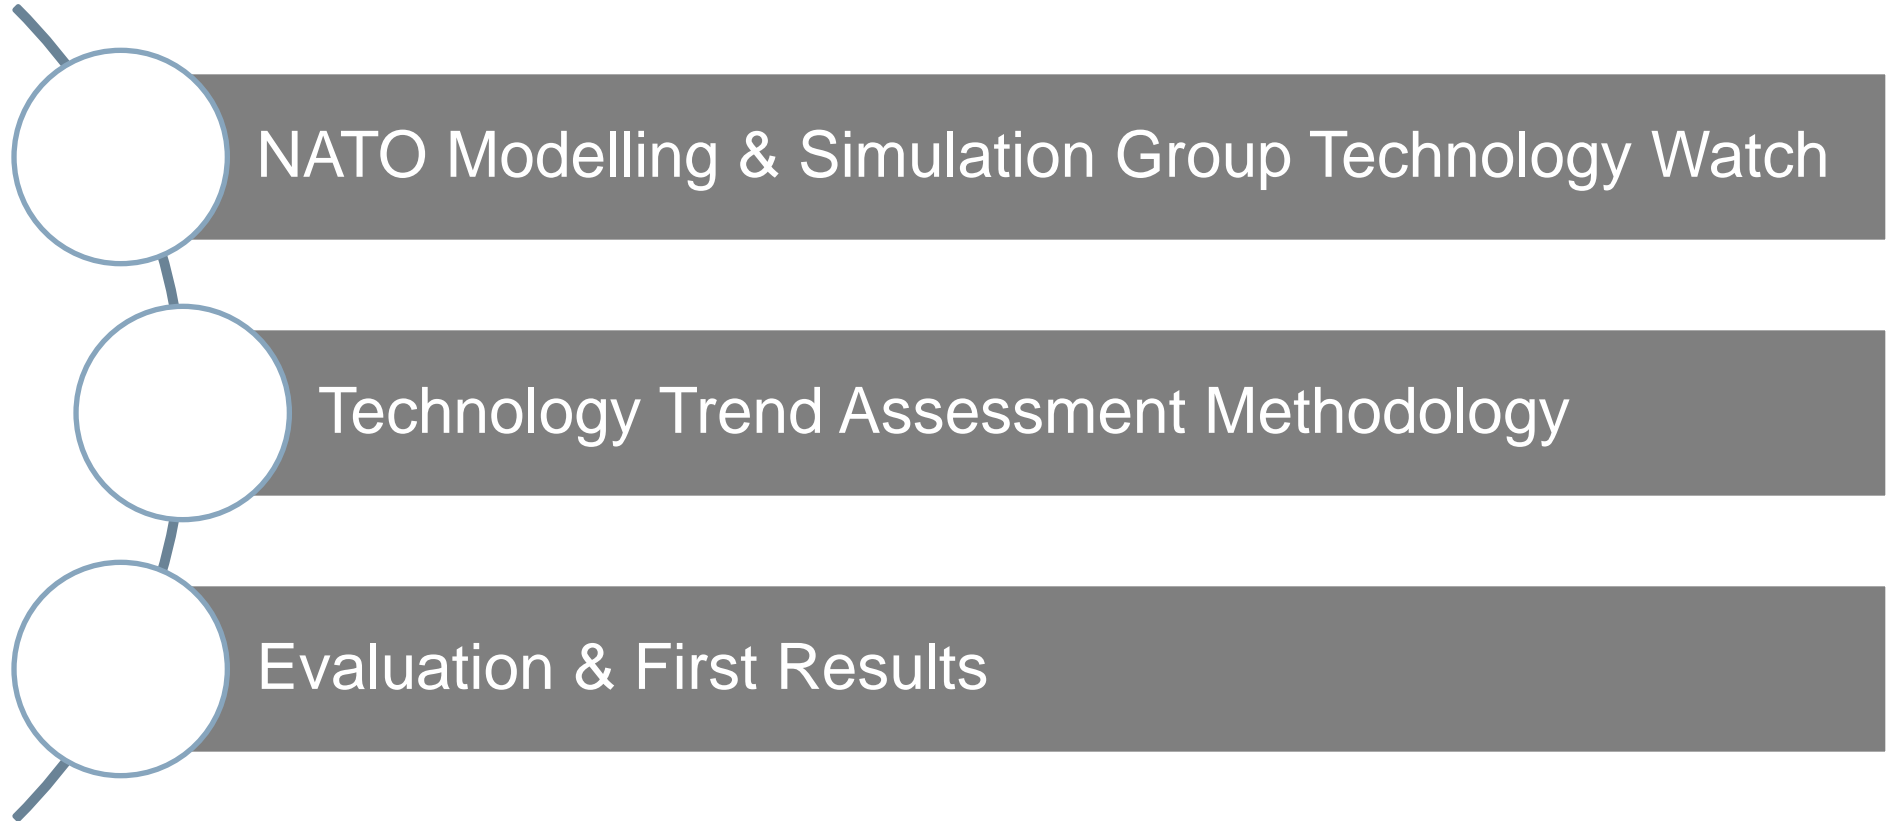 NATO Modelling & Simulation Group Technology Watch
Technology Trend Assessment Methodology
Evaluation & First Results